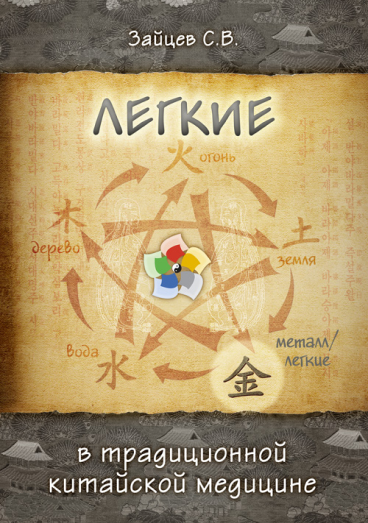 Зайцев С.В.
ЛЕГКИЕ
火 огонь
木
дерево
土
земля
вода
水
金
металл/
легкие
в традиционной
китайской медицине